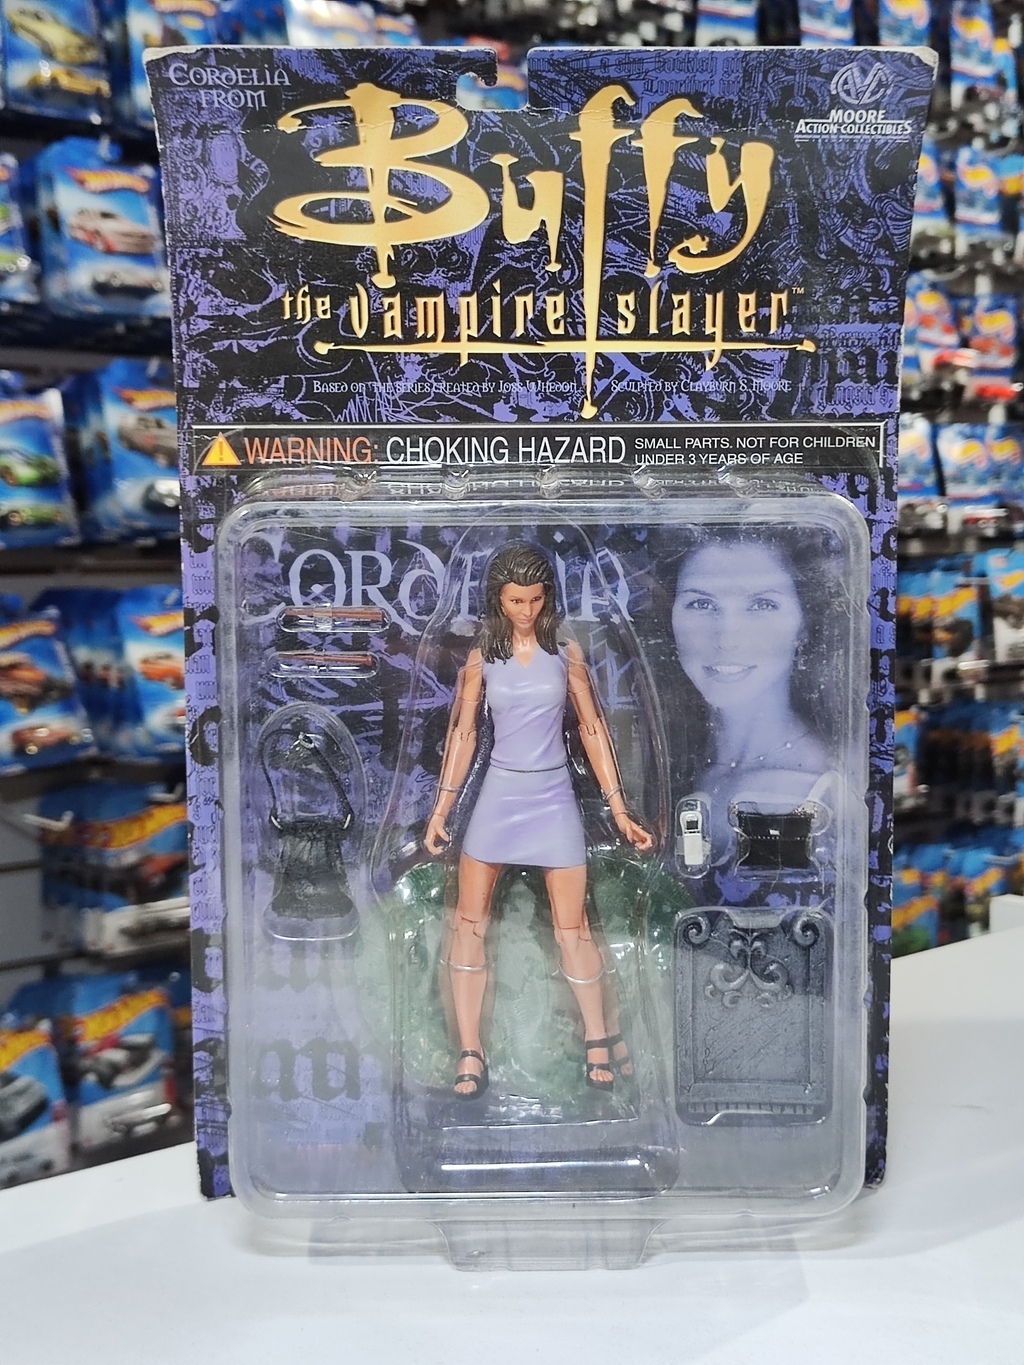 CORDELIA
FROM
Buffy
the vampire slayer™
MOORE
ACTION COLLECTIBLES
BASED ON THE SERIES CREATED BY JOSS WHEDON
SCULPTED BY CLAYBURN S. MOORE
WARNING: CHOKING HAZARD
SMALL PARTS. NOT FOR CHILDREN
UNDER 3 YEARS OF AGE
CORDELIA